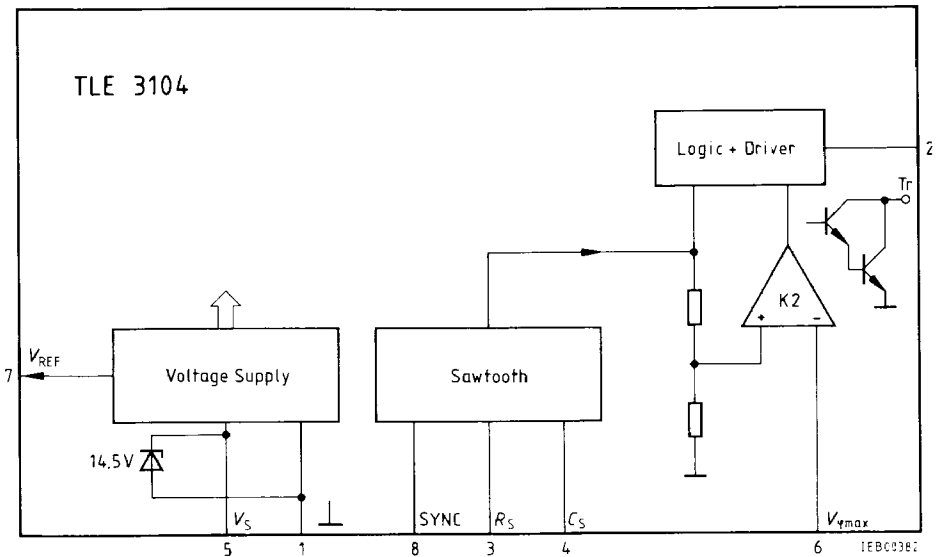 TLE 3104
Logic + Driver
2
Tr
K2
+ -
V_REF
7
Voltage Supply
Sawtooth
14.5V
V_S
SYNC
R_S
C_S
V_φmax
5
1
8
3
4
6